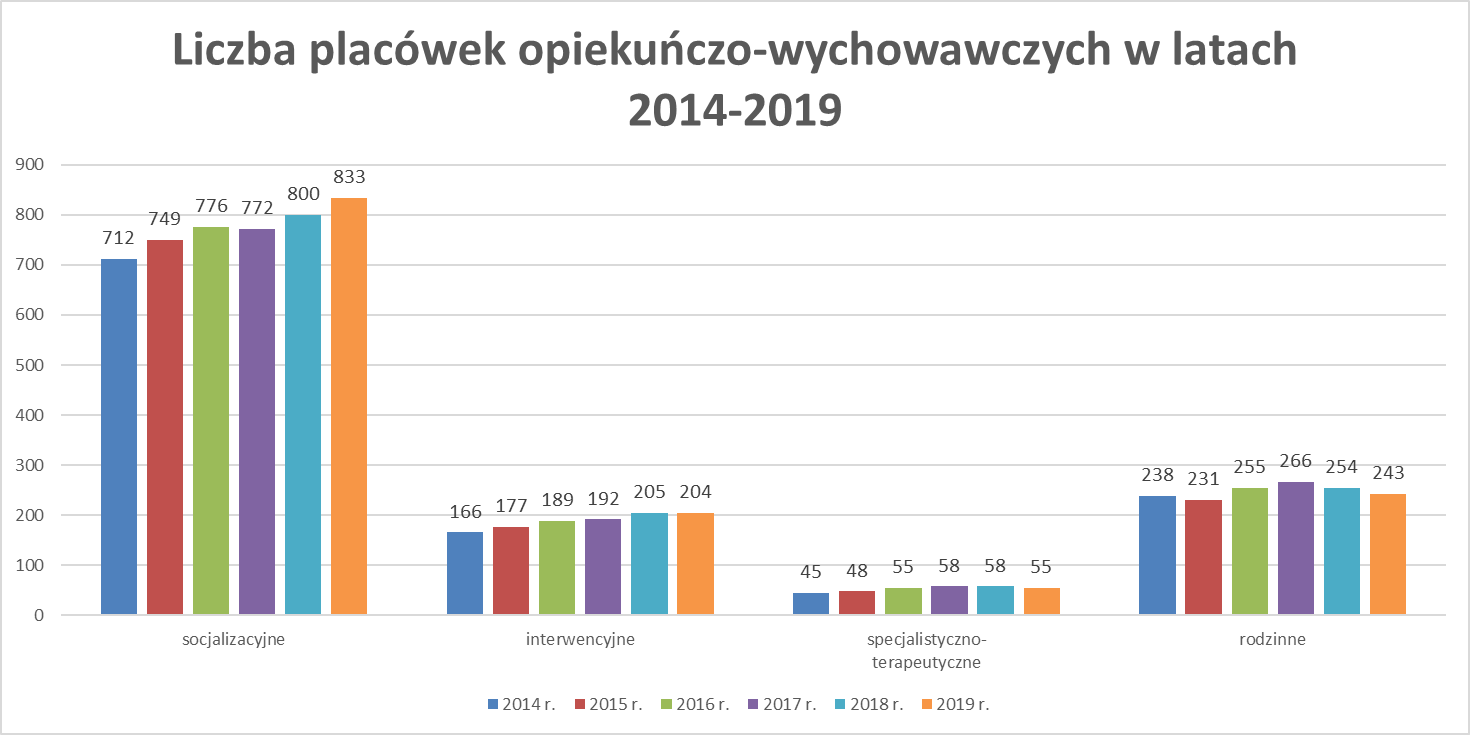 Liczba placówek opiekuńczo-wychowawczych w latach
2014-2019
900
800
700
600
500
400
300
200
100
0
712
749
776
772
800
833
166
177
189
192
205
204
45
48
55
58
58
55
238
231
255
266
254
243
socjalizacyjne
interwencyjne
specjalistyczno-
terapeutyczne
rodzinne
2014 r.
2015 r.
2016 r.
2017 r.
2018 r.
2019 r.